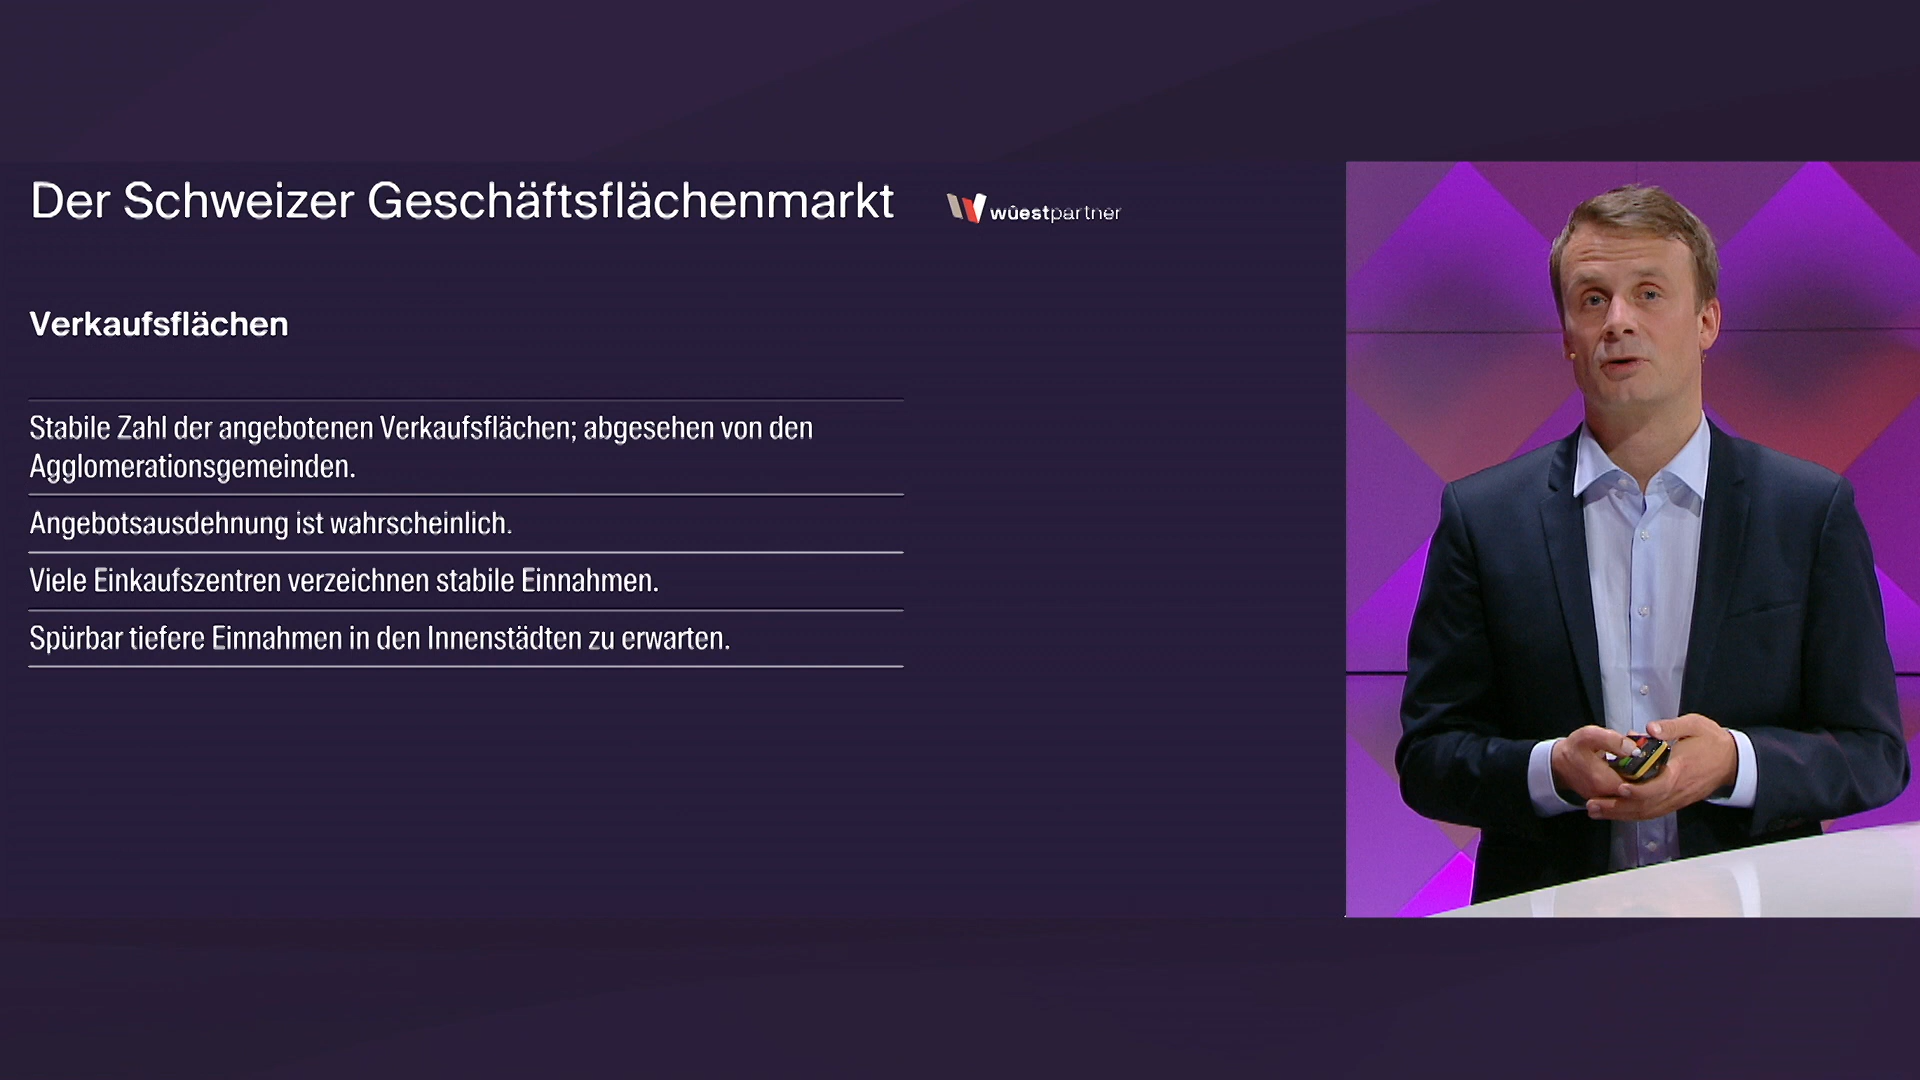 Der Schweizer Geschäftsflächenmarkt
wüestpartner
Verkaufsflächen
Stabile Zahl der angebotenen Verkaufsflächen; abgesehen von den
Agglomerationsgemeinden.
Angebotsausdehnung ist wahrscheinlich.
Viele Einkaufszentren verzeichnen stabile Einnahmen.
Spürbar tiefere Einnahmen in den Innenstädten zu erwarten.